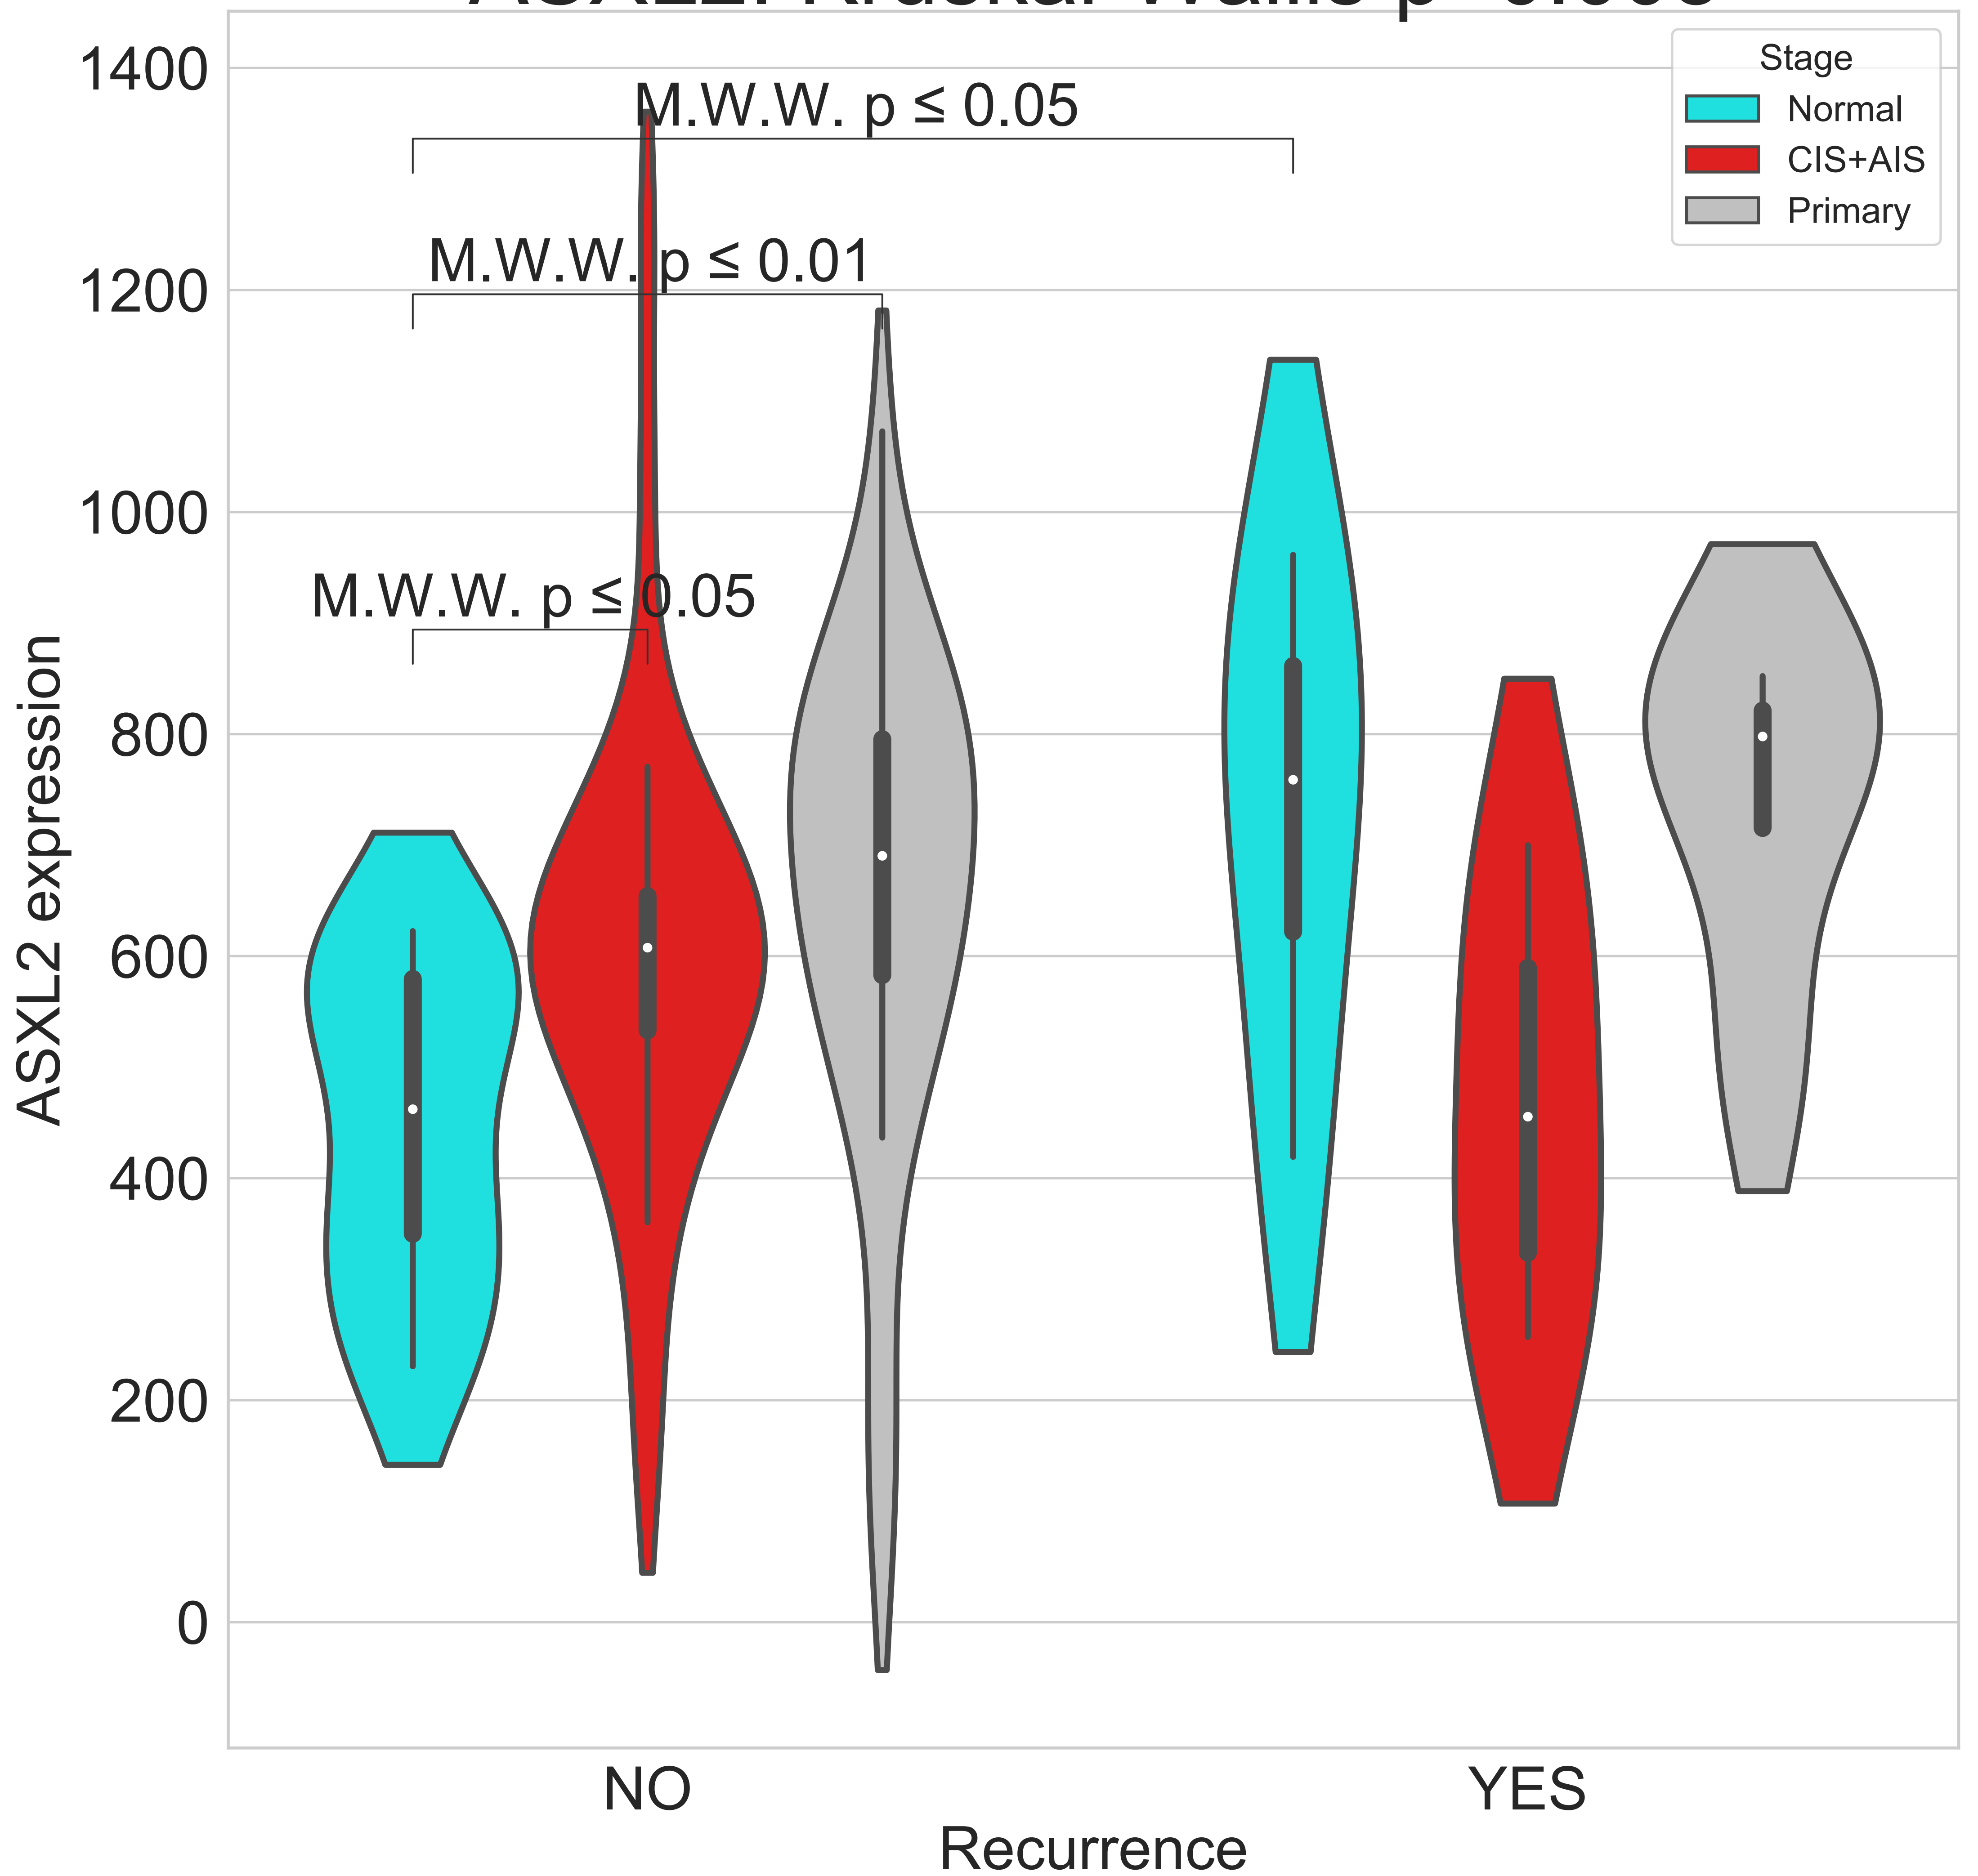 1400
1200
1000
800
600
400
200
0
ASXL2 expression
M.W.W. p ≤ 0.05
M.W.W. p ≤ 0.01
M.W.W. p ≤ 0.05
Stage
Normal
CIS+AIS
Primary
NO
YES
Recurrence